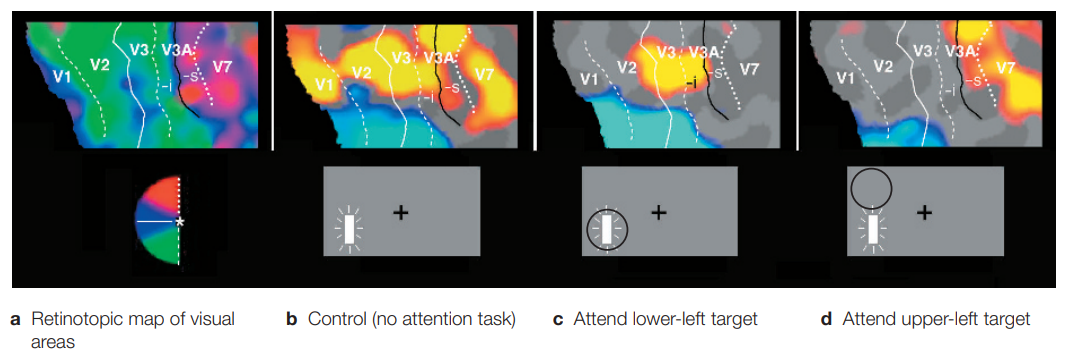 V1 V2 V3 V3A -i -s V7
V1 V2 V3 V3A -i -s V7
V1 V2 V3 V3A -i -s V7
V1 V2 V3 V3A -i -s V7
*
+
+
+
a Retinotopic map of visual
areas
b Control (no attention task)
c Attend lower-left target
d Attend upper-left target